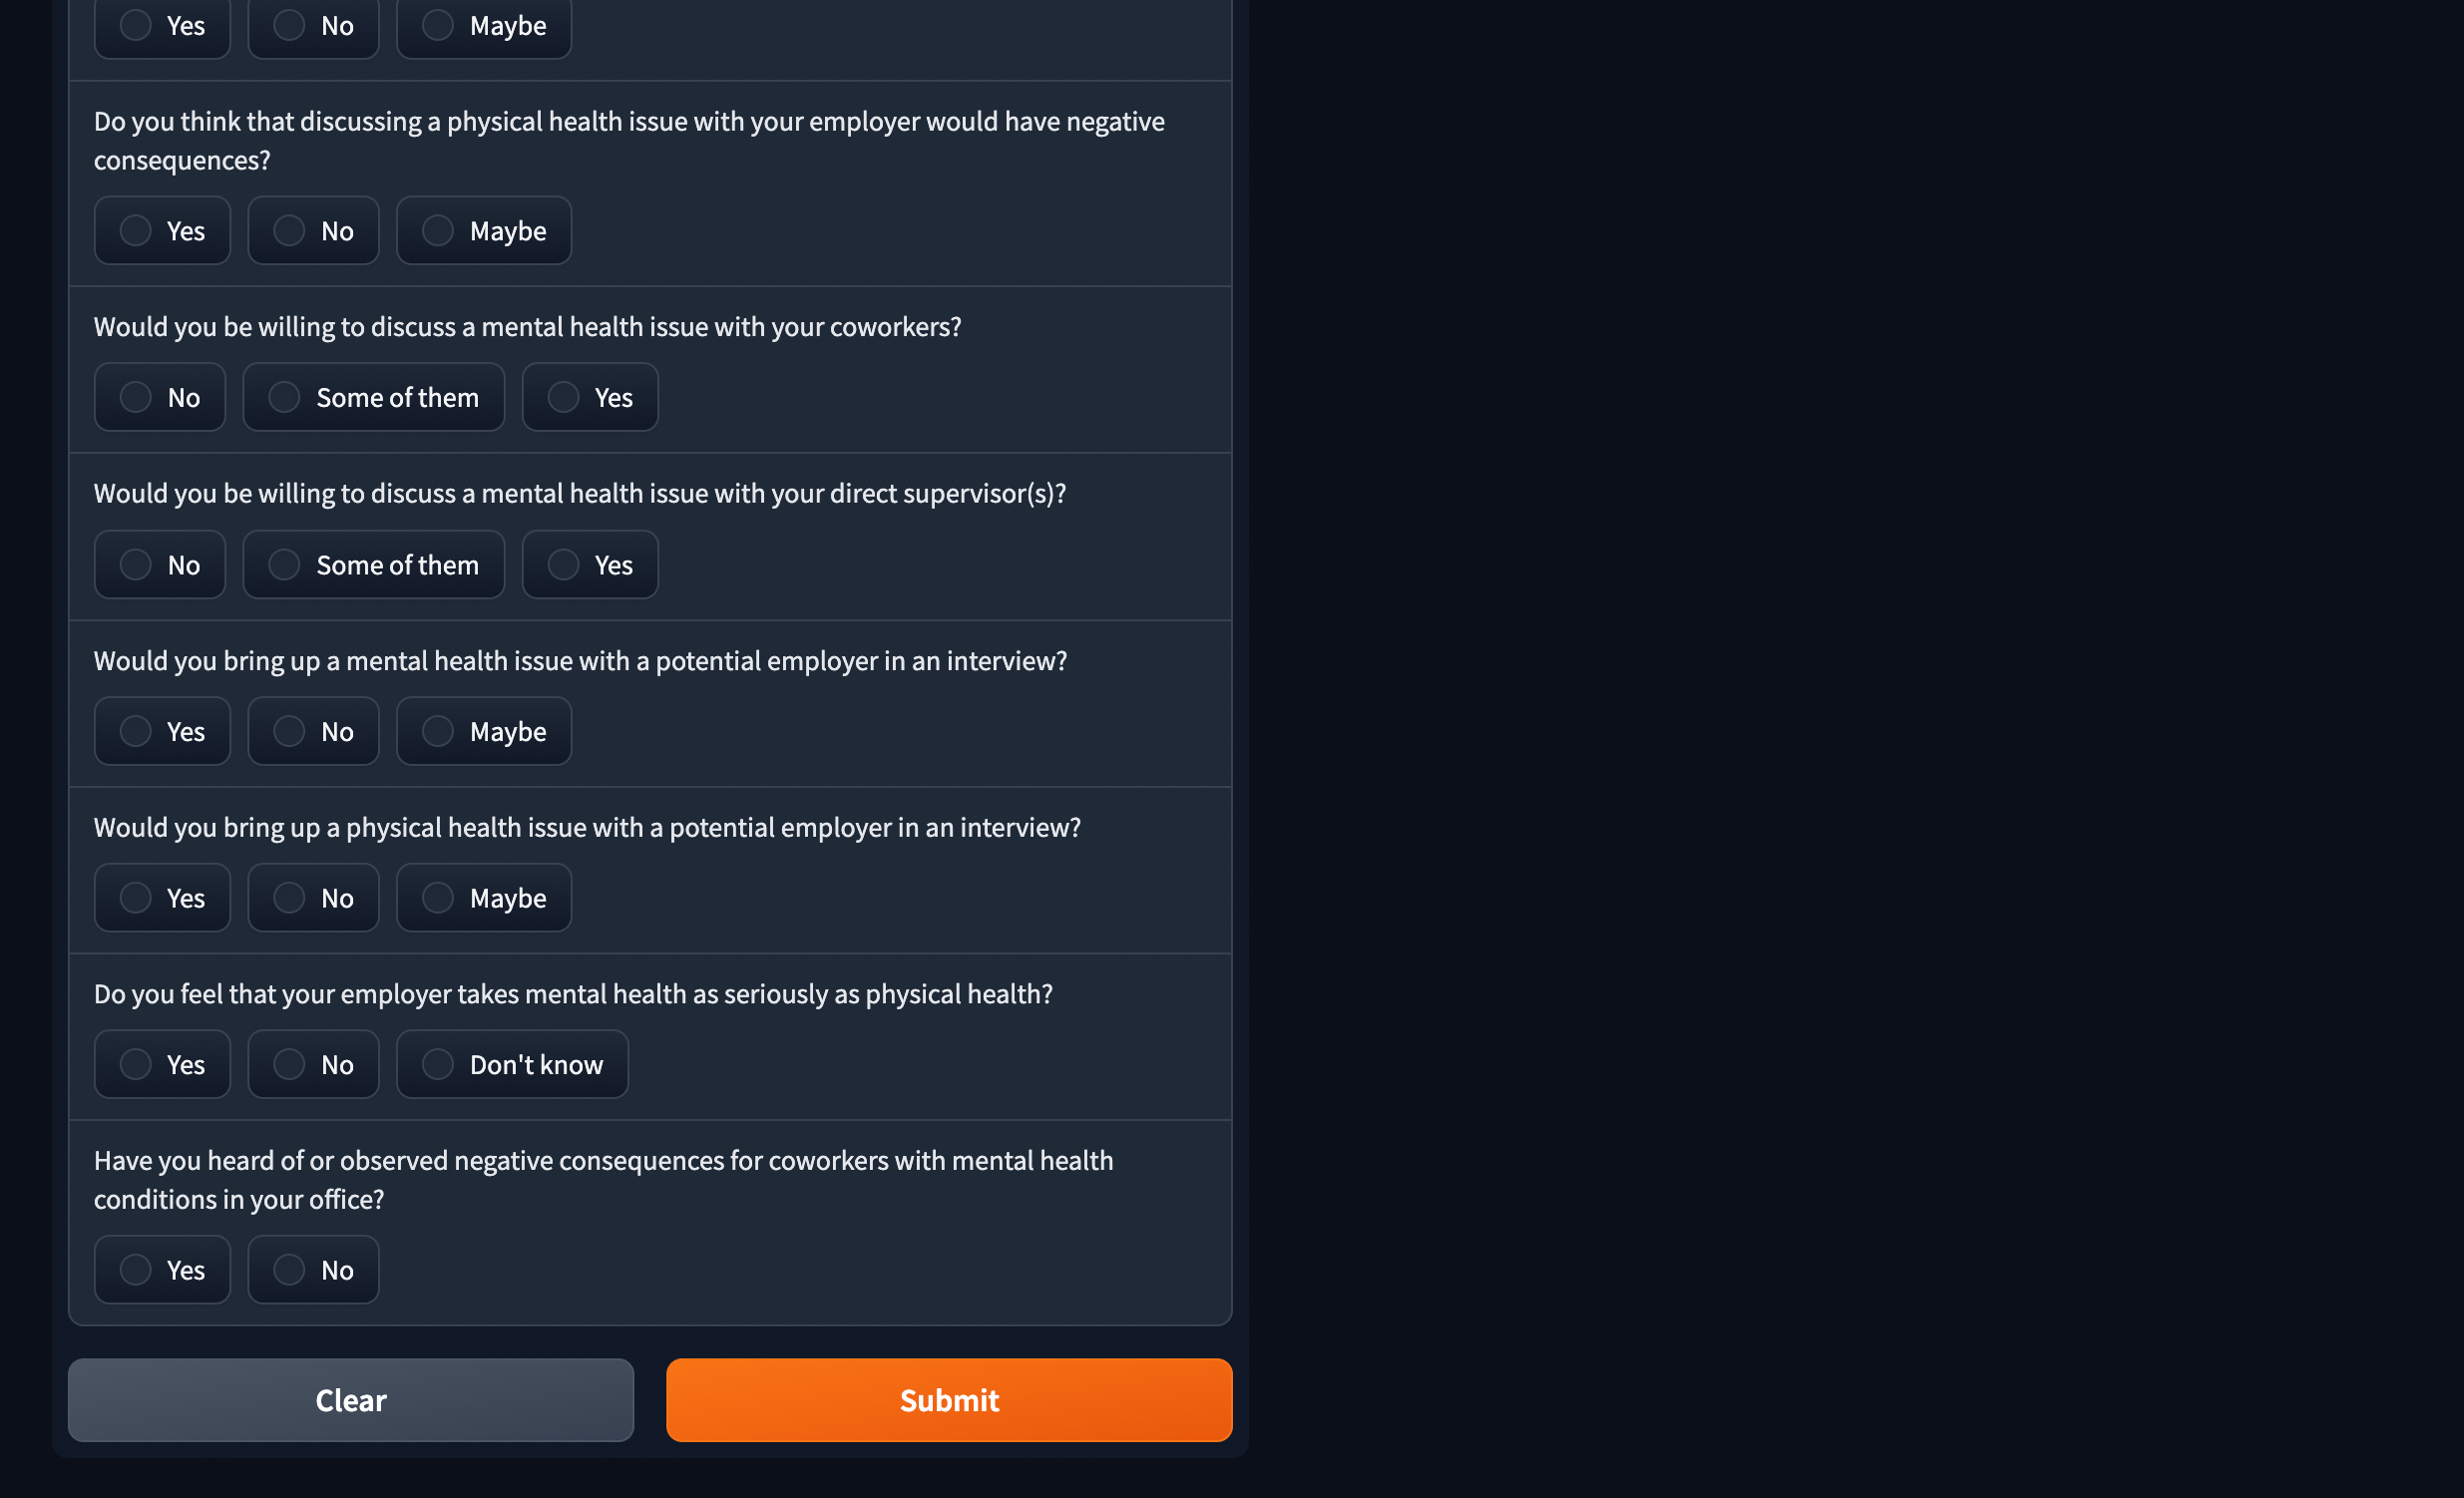 Yes No Maybe
Do you think that discussing a physical health issue with your employer would have negative
consequences?
Yes No Maybe
Would you be willing to discuss a mental health issue with your coworkers?
No Some of them Yes
Would you be willing to discuss a mental health issue with your direct supervisor(s)?
No Some of them Yes
Would you bring up a mental health issue with a potential employer in an interview?
Yes No Maybe
Would you bring up a physical health issue with a potential employer in an interview?
Yes No Maybe
Do you feel that your employer takes mental health as seriously as physical health?
Yes No Don't know
Have you heard of or observed negative consequences for coworkers with mental health
conditions in your office?
Yes No
Clear Submit